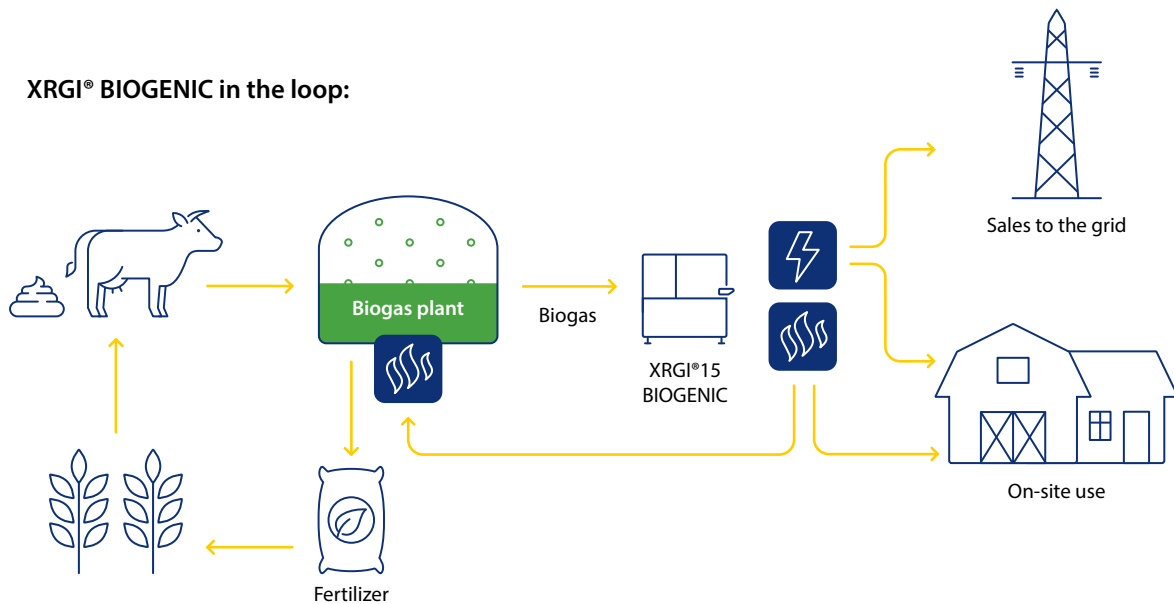 XRGI® BIOGENIC in the loop:
Sales to the grid
Biogas plant
Biogas
XRGI®15
BIOGENIC
On-site use
Fertilizer